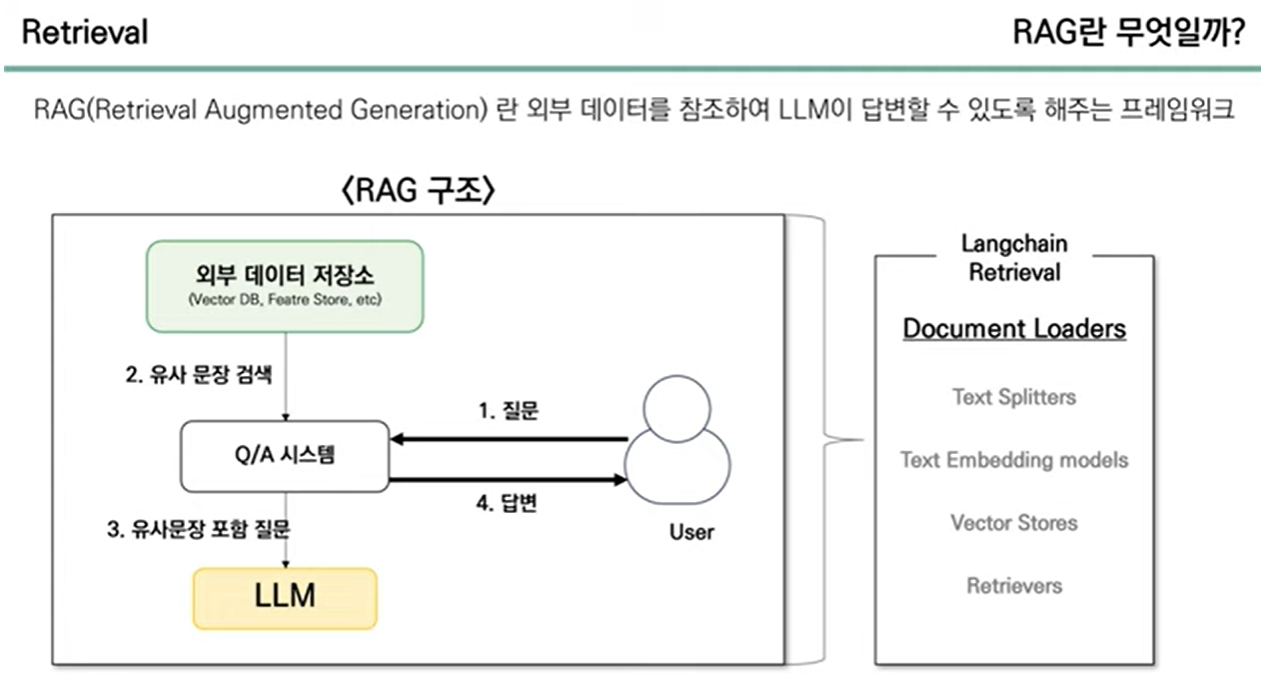 Retrieval
RAG란 무엇일까?
RAG(Retrieval Augmented Generation) 란 외부 데이터를 참조하여 LLM이 답변할 수 있도록 해주는 프레임워크
<RAG 구조>
외부 데이터 저장소
(Vector DB, Featre Store, etc)
2. 유사 문장 검색
1. 질문
Q/A 시스템
4. 답변
3. 유사문장 포함 질문
User
LLM
Langchain
Retrieval
Document Loaders
Text Splitters
Text Embedding models
Vector Stores
Retrievers